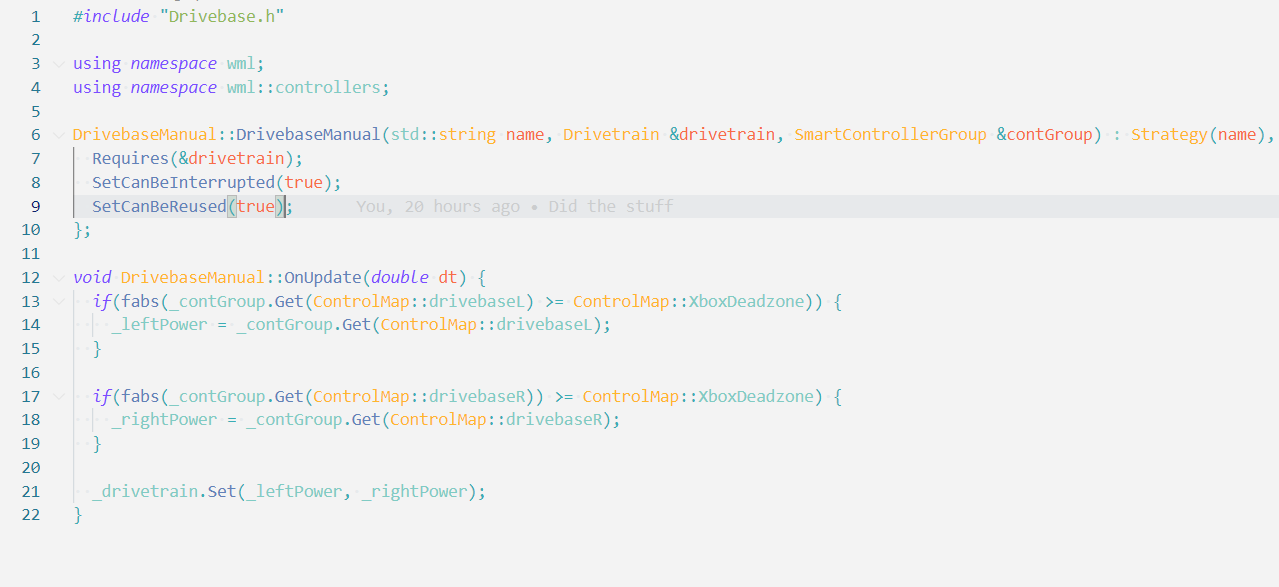 1 #include "Drivebase.h"
2
3 using namespace wml;
4 using namespace wml::controllers;
5
6 DrivebaseManual::DrivebaseManual(std::string name, Drivetrain &drivetrain, SmartControllerGroup &contGroup) : Strategy(name),
7 Requires(&drivetrain);
8 SetCanBeInterrupted(true);
9 SetCanBeReused(true); You, 20 hours ago • Did the stuff
10 };
11
12 void DrivebaseManual::OnUpdate(double dt) {
13 if(fabs(_contGroup.Get(ControlMap::drivebaseL) >= ControlMap::XboxDeadzone)) {
14 _leftPower = _contGroup.Get(ControlMap::drivebaseL);
15 }
16
17 if(fabs(_contGroup.Get(ControlMap::drivebaseR)) >= ControlMap::XboxDeadzone) {
18 _rightPower = _contGroup.Get(ControlMap::drivebaseR);
19 }
20
21 _drivetrain.Set(_leftPower, _rightPower);
22 }